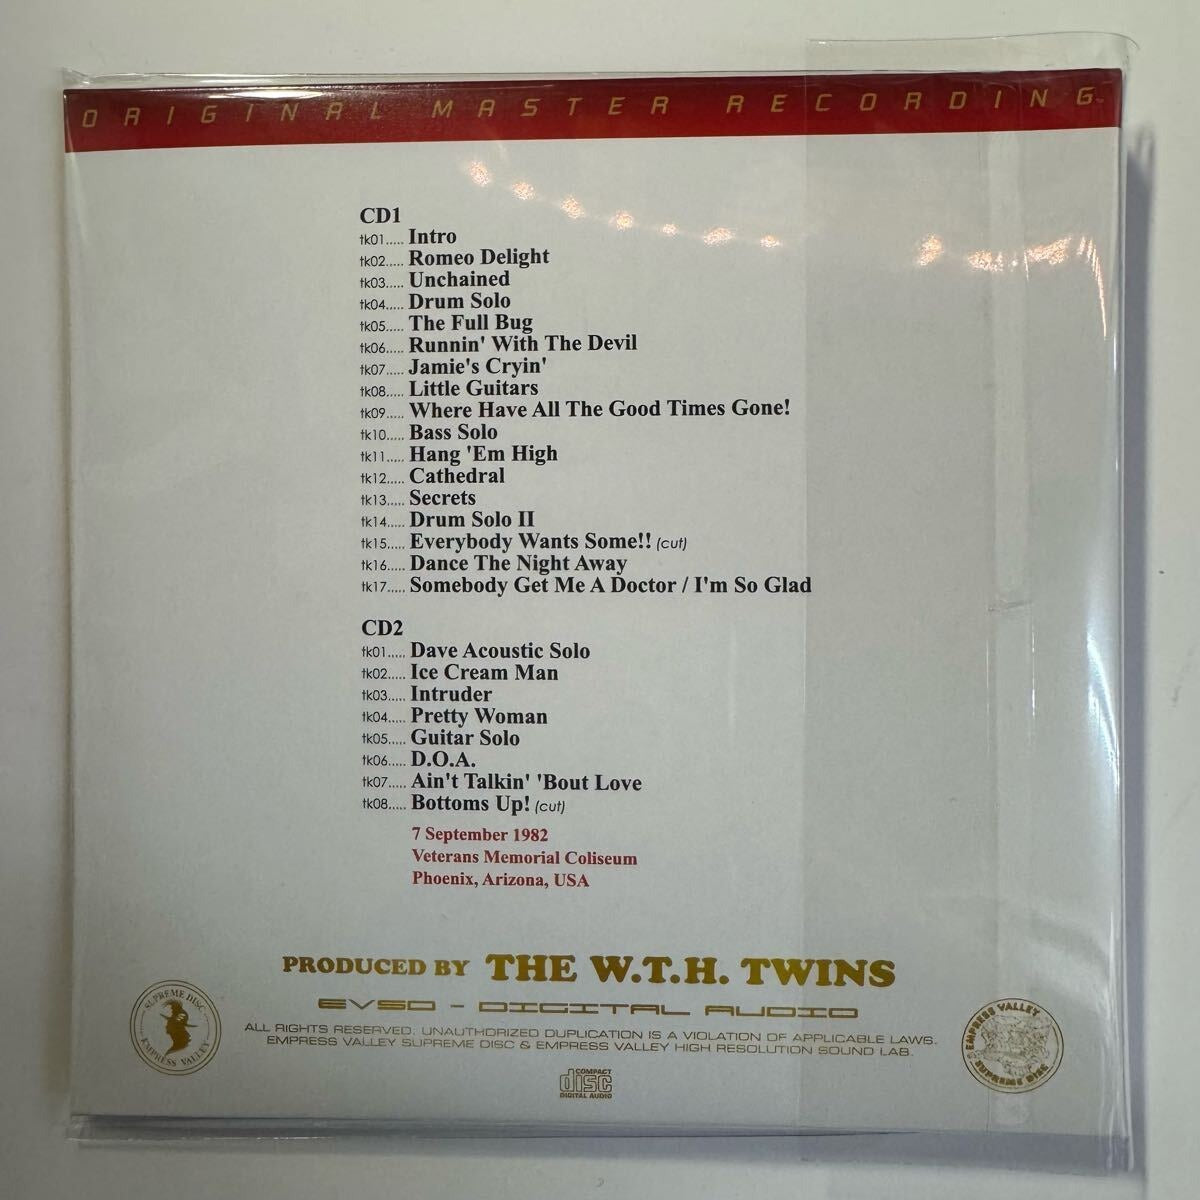 ORIGINAL MASTER RECORDING™
CD1
tk01..... Intro
tk02..... Romeo Delight
tk03..... Unchained
tk04..... Drum Solo
tk05..... The Full Bug
tk06..... Runnin' With The Devil
tk07..... Jamie's Cryin'
tk08..... Little Guitars
tk09..... Where Have All The Good Times Gone!
tk10..... Bass Solo
tk11..... Hang 'Em High
tk12..... Cathedral
tk13..... Secrets
tk14..... Drum Solo II
tk15..... Everybody Wants Some!! (cut)
tk16..... Dance The Night Away
tk17..... Somebody Get Me A Doctor / I'm So Glad
CD2
tk01..... Dave Acoustic Solo
tk02..... Ice Cream Man
tk03..... Intruder
tk04..... Pretty Woman
tk05..... Guitar Solo
tk06..... D.O.A.
tk07..... Ain't Talkin' 'Bout Love
tk08..... Bottoms Up! (cut)
7 September 1982
Veterans Memorial Coliseum
Phoenix, Arizona, USA
PRODUCED BY THE W.T.H. TWINS
EVSD - DIGITAL AUDIO
ALL RIGHTS RESERVED. UNAUTHORIZED DUPLICATION IS A VIOLATION OF APPLICABLE LAWS.
EMPRESS VALLEY SUPREME DISC & EMPRESS VALLEY HIGH RESOLUTION SOUND LAB.
SUPREME DISC
EMPRESS VALLEY
EMPRESS VALLEY
SUPREME DISC
COMPACT
disc
DIGITAL AUDIO